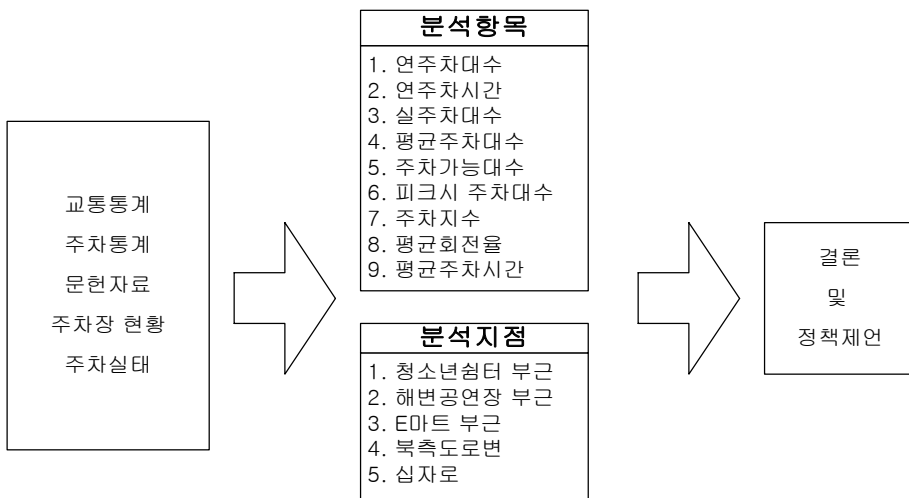 교통통계
주차통계
문헌자료
주차장 현황
주차실태
분석항목
1. 연주차대수
2. 연주차시간
3. 실주차대수
4. 평균주차대수
5. 주차가능대수
6. 피크시 주차대수
7. 주차지수
8. 평균회전율
9. 평균주차시간
분석지점
1. 청소년쉼터 부근
2. 해변공연장 부근
3. E마트 부근
4. 북측도로변
5. 십자로
결론
및
정책제언